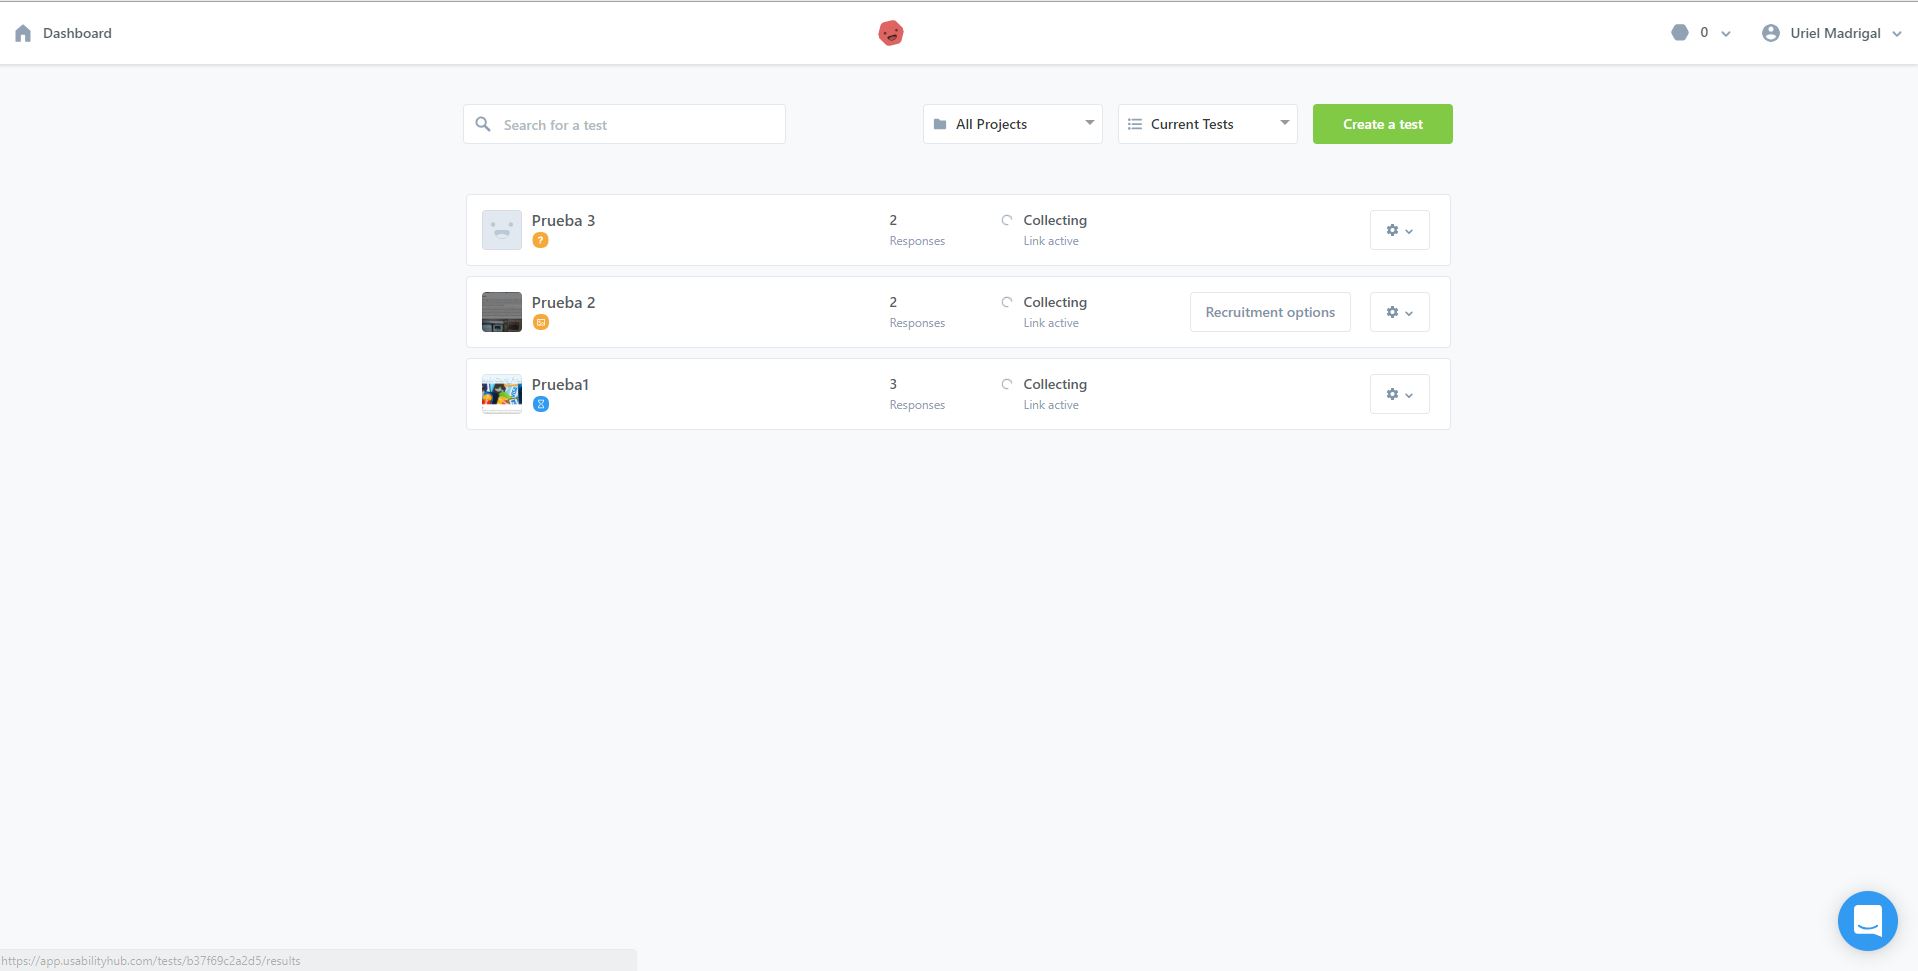 Dashboard
0
Uriel Madrigal
Search for a test
All Projects
Current Tests
Create a test
Prueba 3
?
2
Responses
Collecting
Link active
Prueba 2
2
Responses
Collecting
Link active
Recruitment options
Prueba1
3
Responses
Collecting
Link active
https://app.usabilityhub.com/tests/b37f69c2a2d5/results